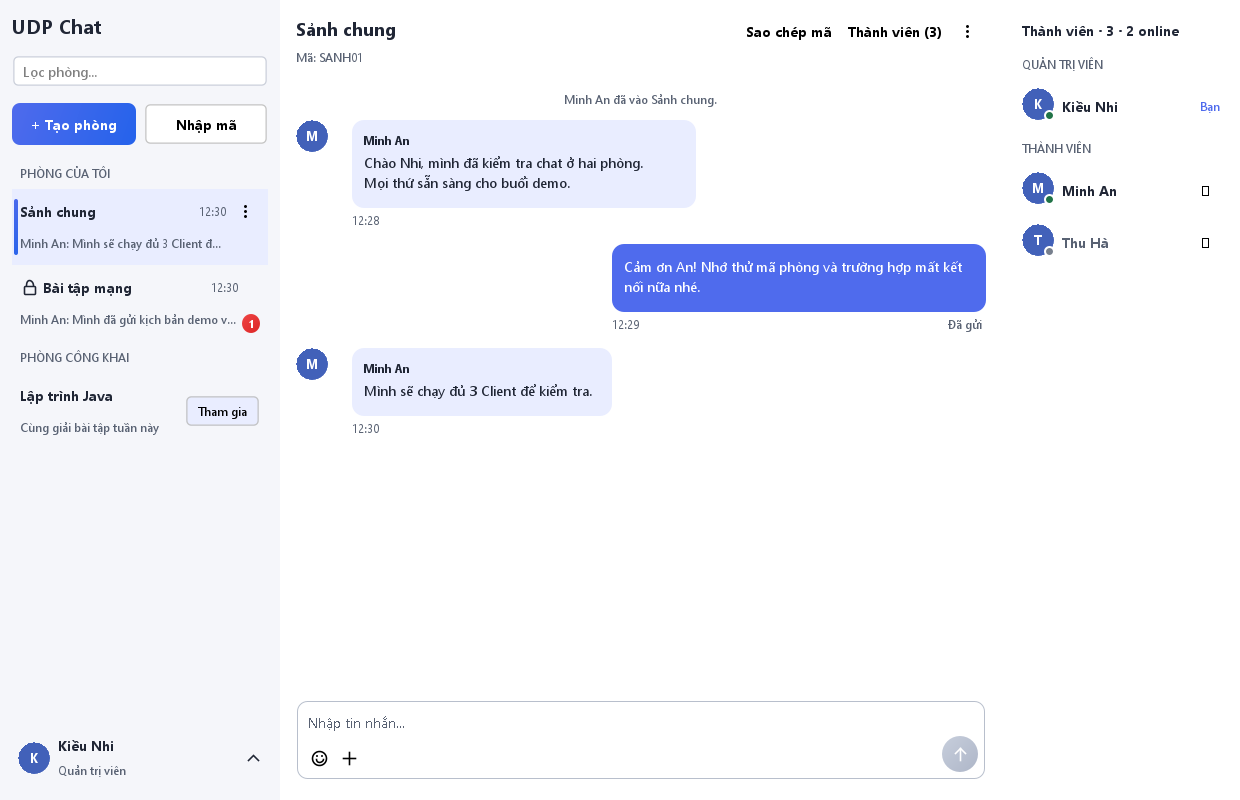 UDP Chat
Lọc phòng...
+ Tạo phòng
Nhập mã
PHÒNG CỦA TÔI
Sảnh chung
12:30
Minh An: Mình sẽ chạy đủ 3 Client đ...
Bài tập mạng
12:30
Minh An: Mình đã gửi kịch bản demo v...
1
PHÒNG CÔNG KHAI
Lập trình Java
Cùng giải bài tập tuần này
Tham gia
K
Kiều Nhi
Quản trị viên
Sảnh chung
Mã: SANH01
Sao chép mã
Thành viên (3)
Minh An đã vào Sảnh chung.
M
Minh An
Chào Nhi, mình đã kiểm tra chat ở hai phòng.
Mọi thứ sẵn sàng cho buổi demo.
12:28
Cảm ơn An! Nhớ thử mã phòng và trường hợp mất kết
nối nữa nhé.
12:29
Đã gửi
M
Minh An
Mình sẽ chạy đủ 3 Client để kiểm tra.
12:30
Nhập tin nhắn...
Thành viên - 3 - 2 online
QUẢN TRỊ VIÊN
K
Kiều Nhi
Bạn
THÀNH VIÊN
M
Minh An
T
Thu Hà